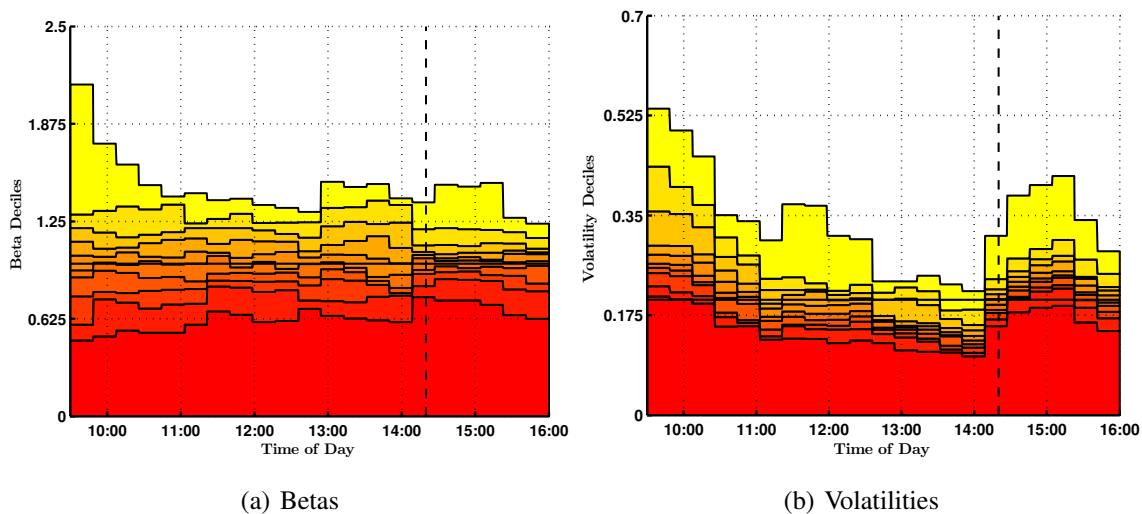 2.5
1.875
1.25
0.625
0
Beta Deciles
10:00 11:00 12:00 13:00 14:00 15:00 16:00
Time of Day
(a) Betas
0.7
0.525
0.35
0.175
0
Volatility Deciles
10:00 11:00 12:00 13:00 14:00 15:00 16:00
Time of Day
(b) Volatilities